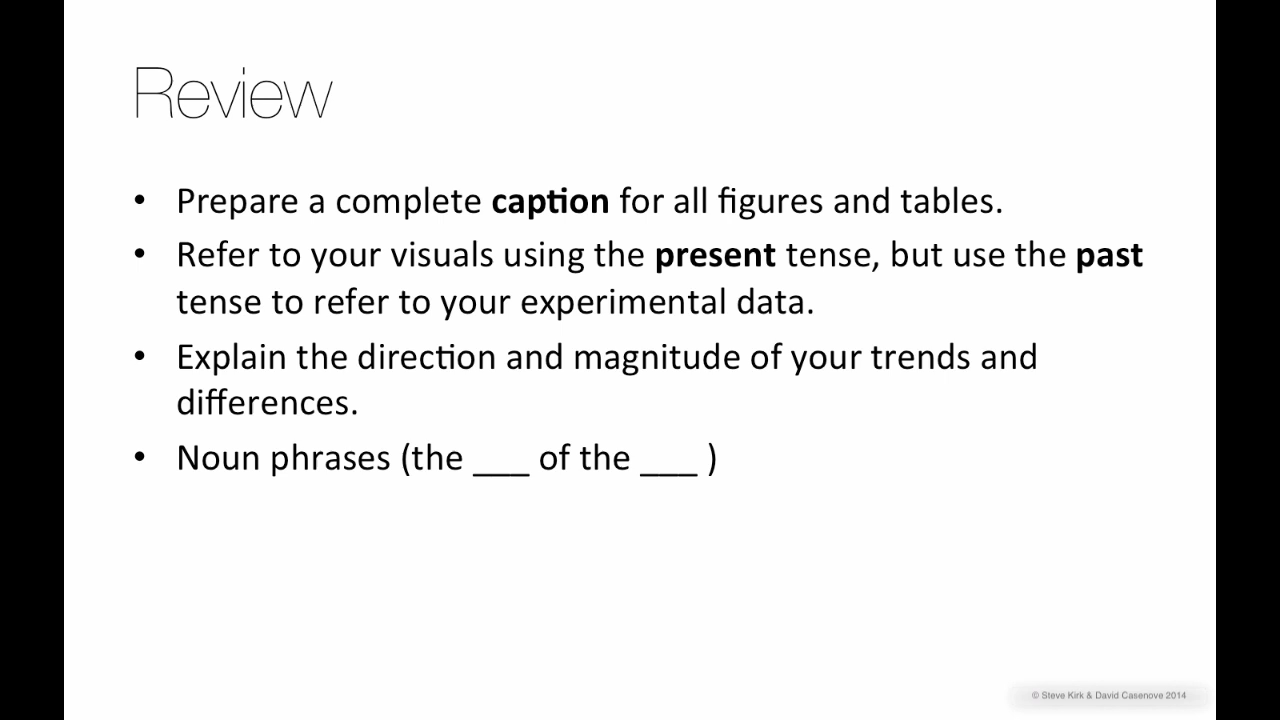 Review
• Prepare a complete caption for all figures and tables.
• Refer to your visuals using the present tense, but use the past
tense to refer to your experimental data.
• Explain the direction and magnitude of your trends and
differences.
• Noun phrases (the ___ of the ___ )
© Steve Kirk & David Casenove 2014